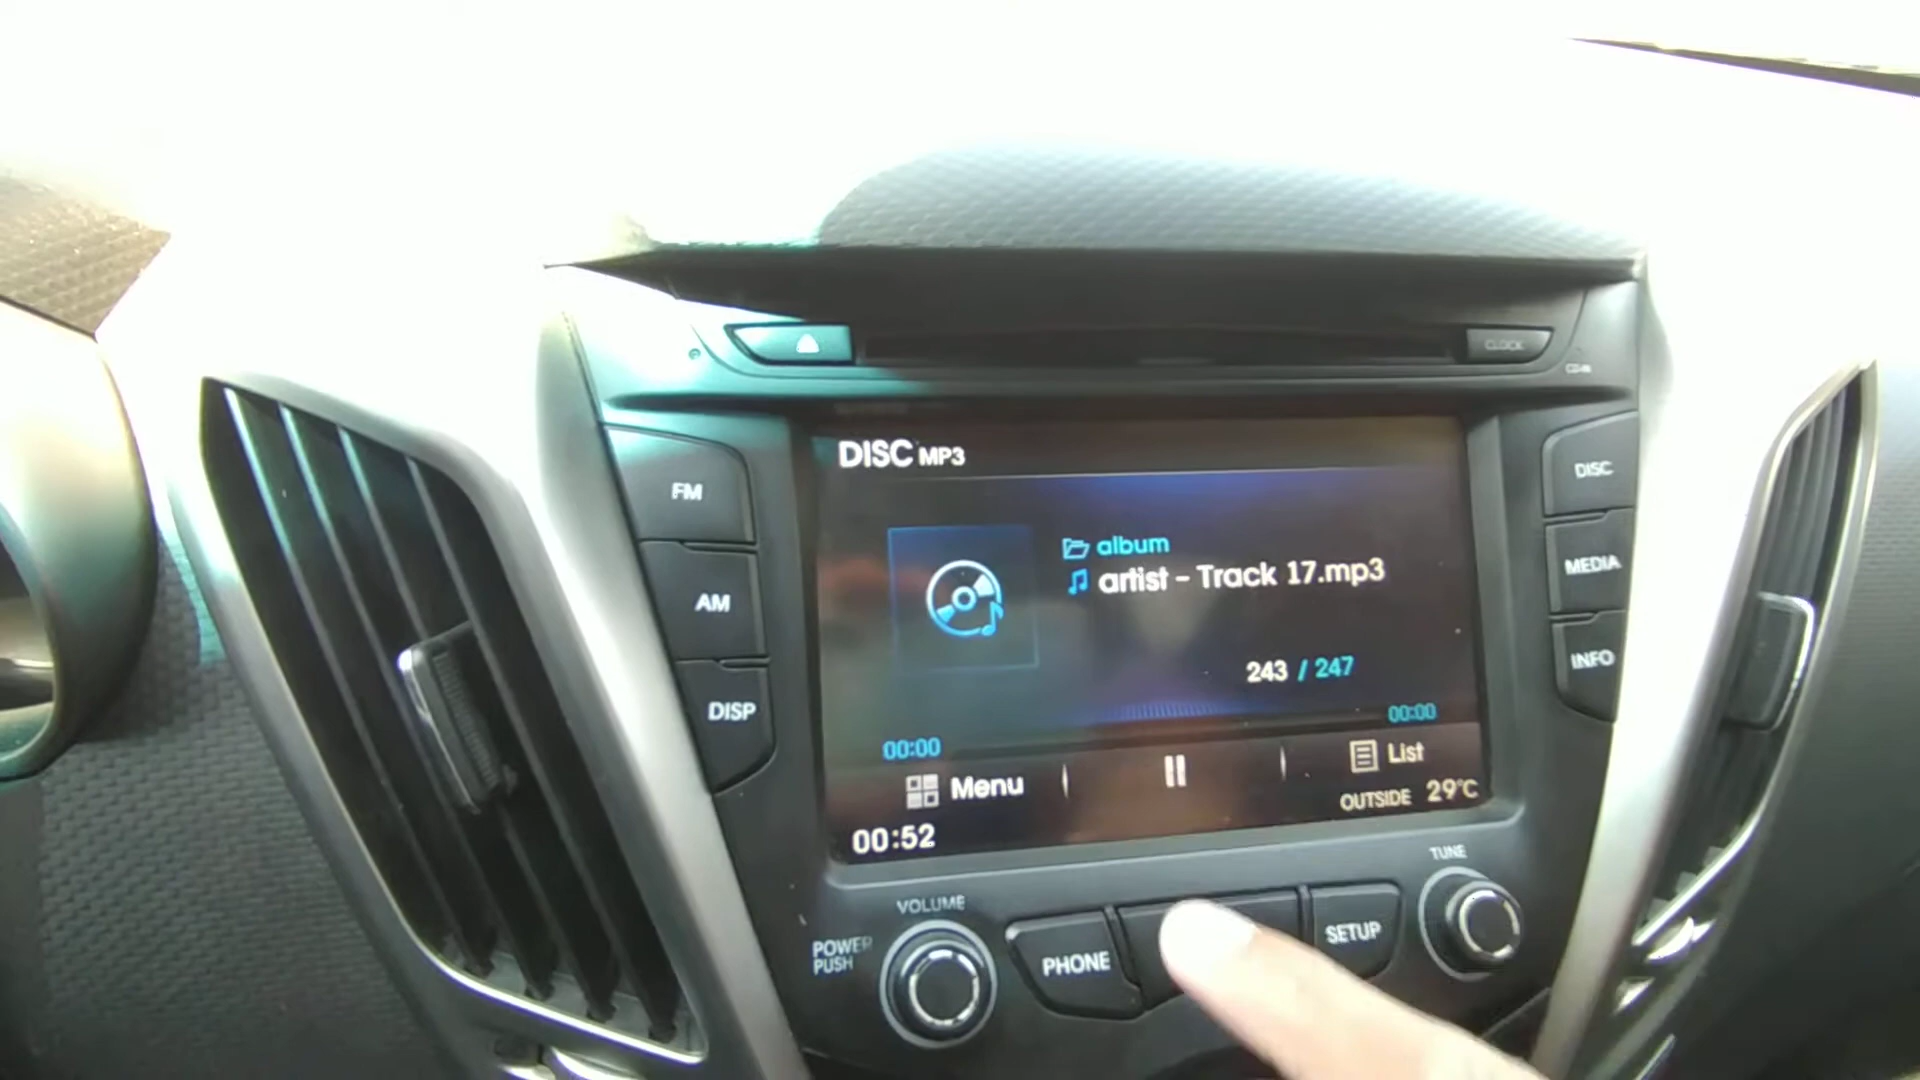 CLOCK
DISC MP3
FM
AM
DISP
DISC
MEDIA
INFO
album
artist - Track 17.mp3
243 / 247
00:00
00:00
Menu
List
OUTSIDE 29°C
00:52
VOLUME
POWER
PUSH
PHONE
SETUP
TUNE